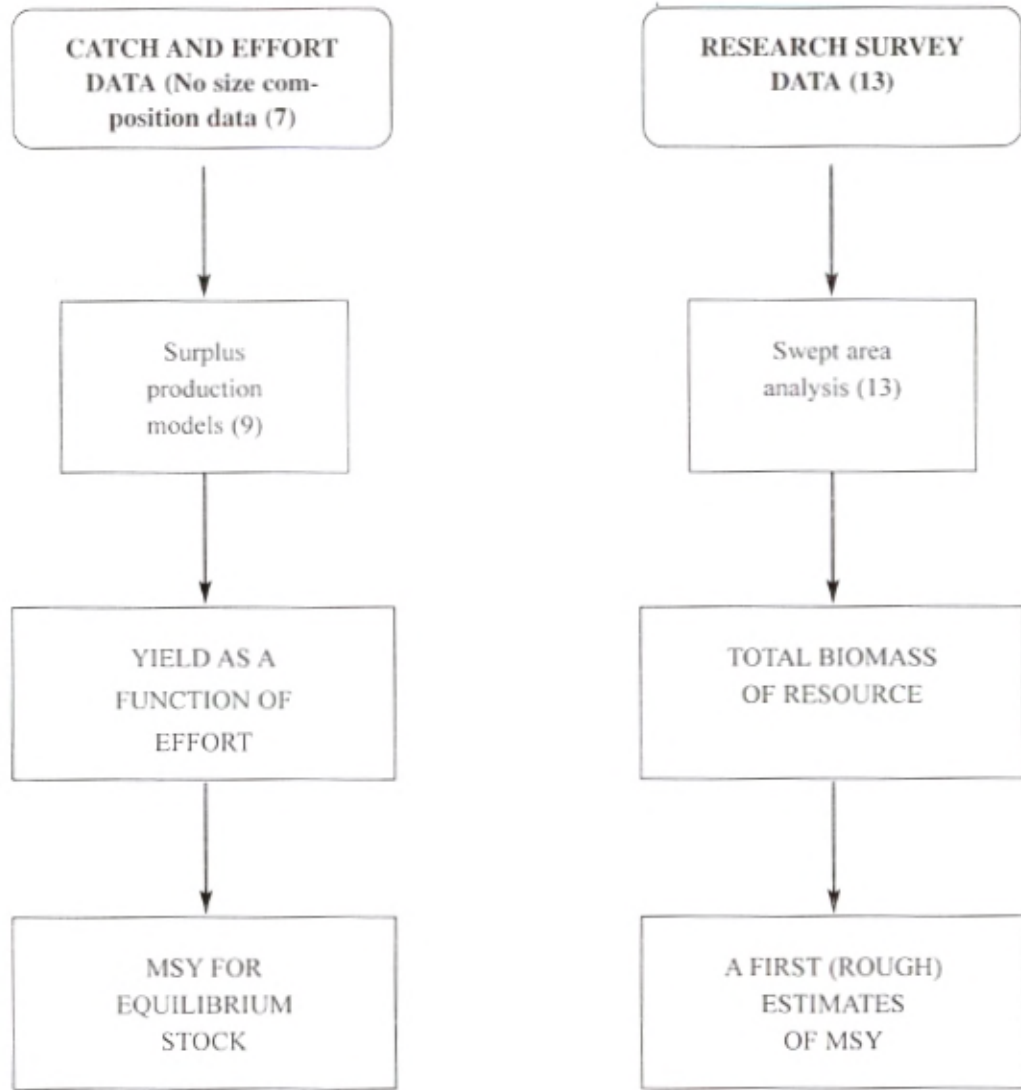 CATCH AND EFFORT
DATA (No size com-
position data (7)
Surplus
production
models (9)
YIELD AS A
FUNCTION OF
EFFORT
MSY FOR
EQUILIBRIUM
STOCK
RESEARCH SURVEY
DATA (13)
Swept area
analysis (13)
TOTAL BIOMASS
OF RESOURCE
A FIRST (ROUGH)
ESTIMATES
OF MSY